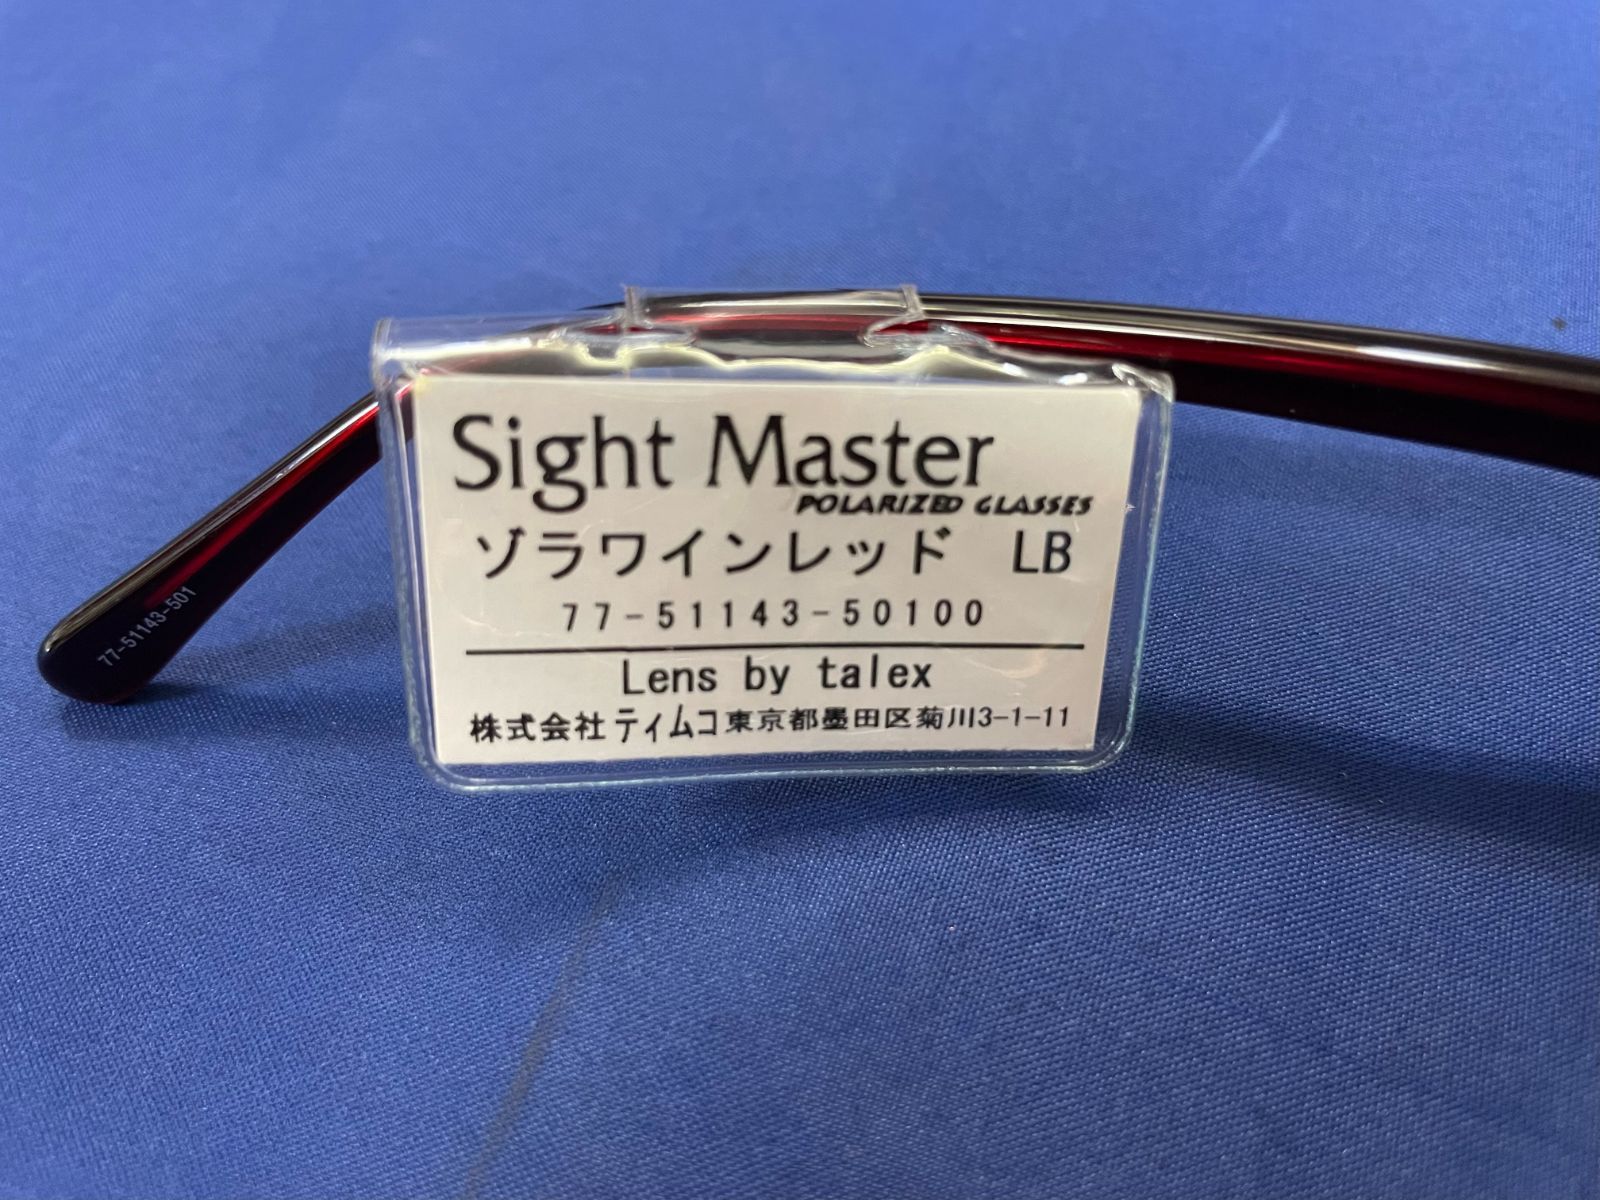 Sight Master
POLARIZED GLASSES
ゾラワインレッド LB
77-51143-50100
Lens by talex
株式会社 ティムコ 東京都墨田区菊川3-1-11
77-51143-501